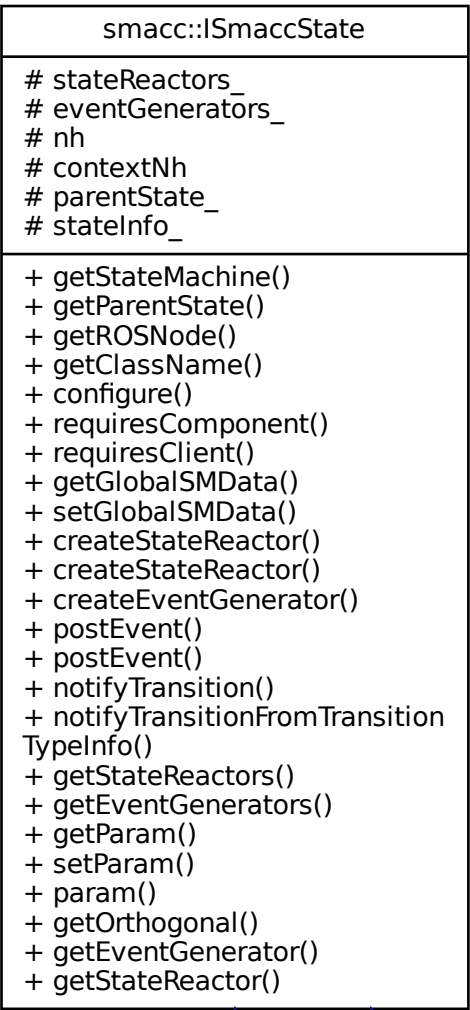 smacc::ISmaccState
# stateReactors_
# eventGenerators_
# nh
# contextNh
# parentState_
# stateInfo_
+ getStateMachine()
+ getParentState()
+ getROSNode()
+ getClassName()
+ configure()
+ requiresComponent()
+ requiresClient()
+ getGlobalSMData()
+ setGlobalSMData()
+ createStateReactor()
+ createStateReactor()
+ createEventGenerator()
+ postEvent()
+ postEvent()
+ notifyTransition()
+ notifyTransitionFromTransition
TypeInfo()
+ getStateReactors()
+ getEventGenerators()
+ getParam()
+ setParam()
+ param()
+ getOrthogonal()
+ getEventGenerator()
+ getStateReactor()